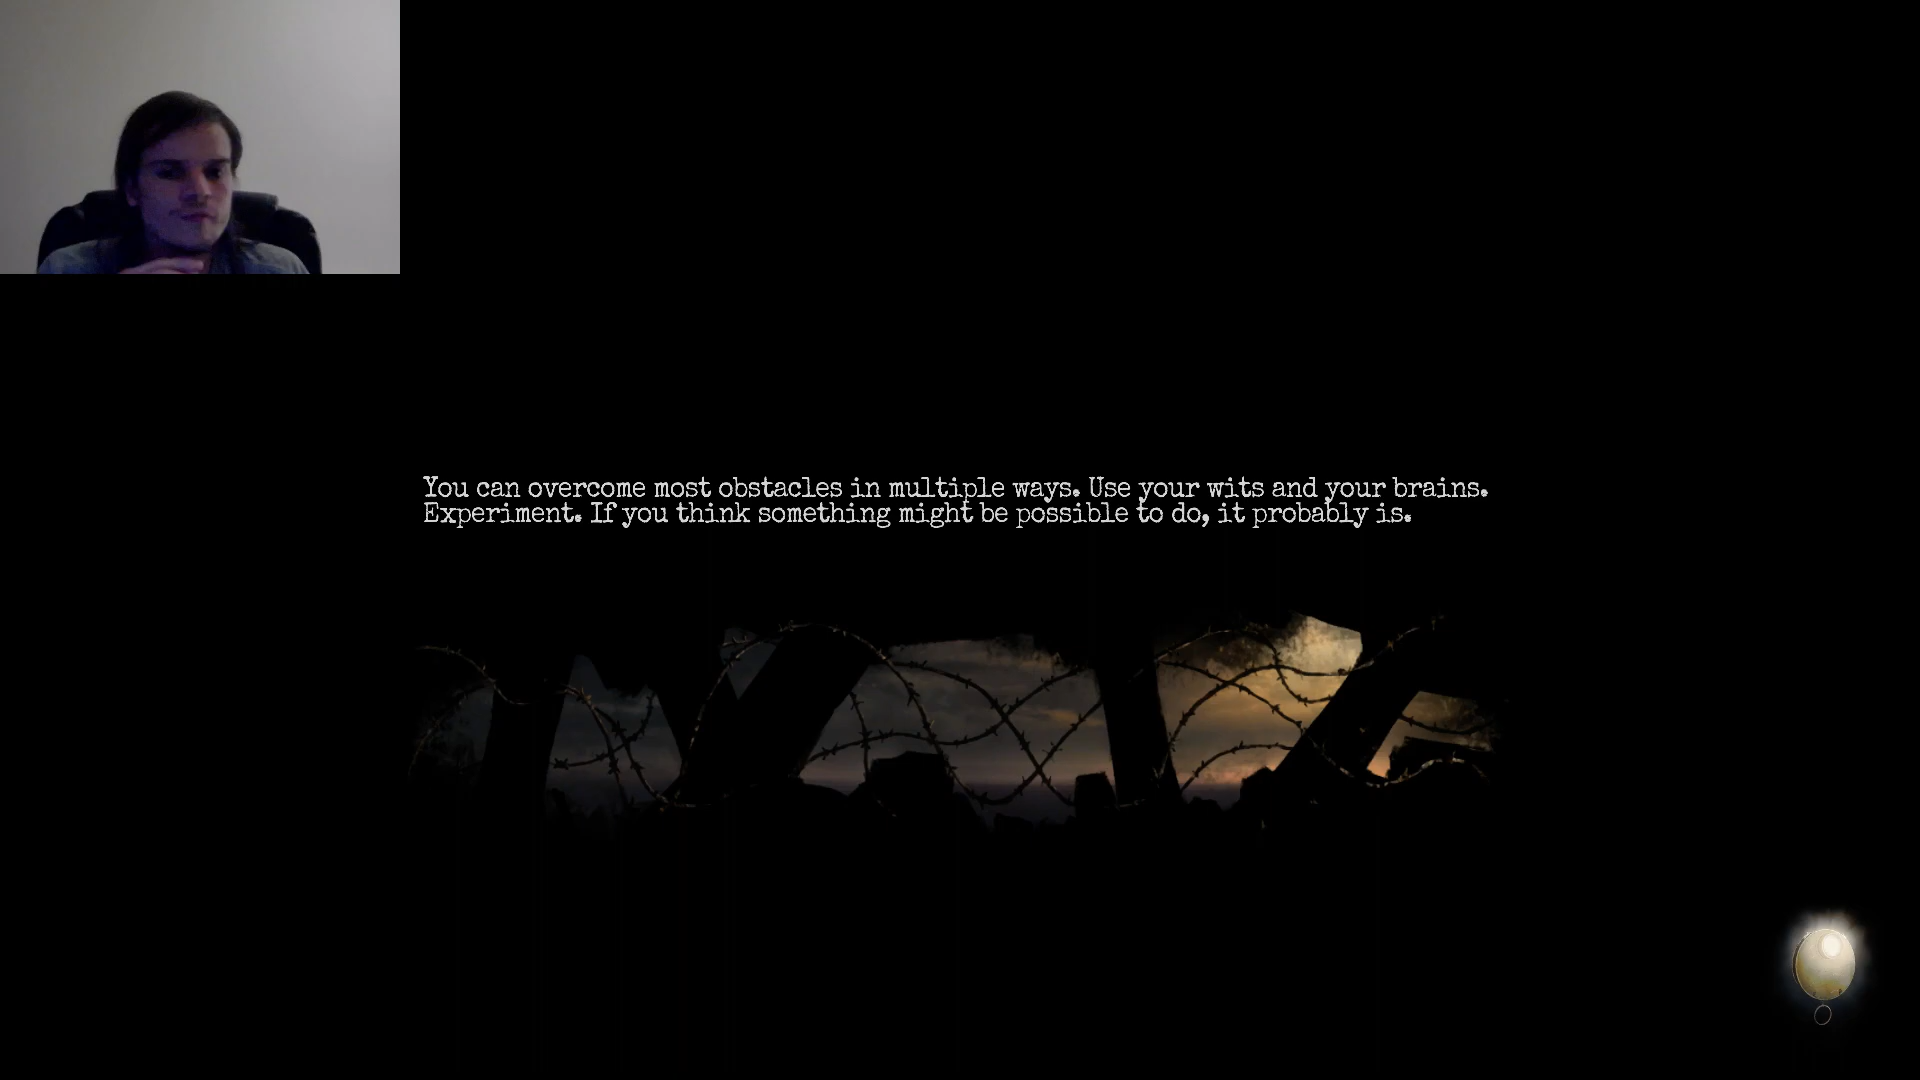 You can overcome most obstacles in multiple ways. Use your wits and your brains.
Experiment. If you think something might be possible to do, it probably is.